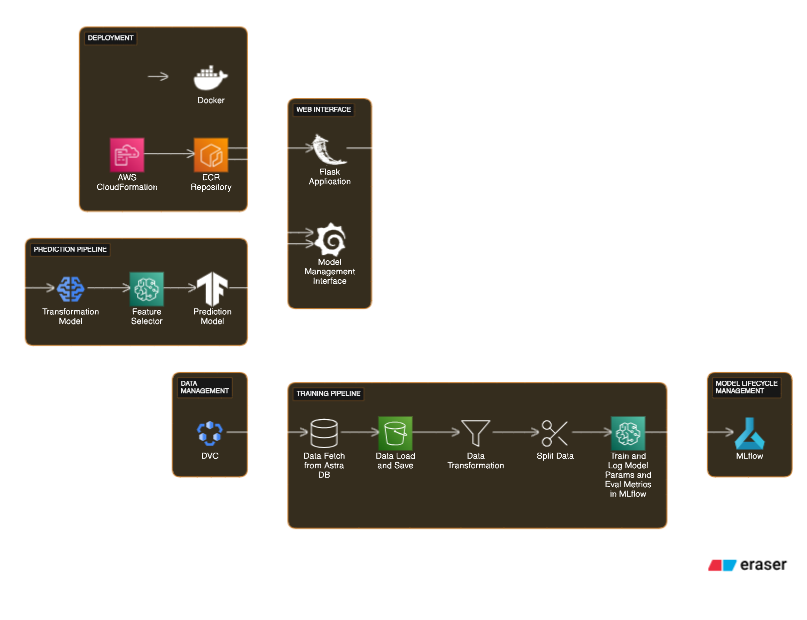 DEPLOYMENT
Docker
AWS
CloudFormation
ECR
Repository
WEB INTERFACE
Flask
Application
Model
Management
Interface
PREDICTION PIPELINE
Transformation
Model
Feature
Selector
Prediction
Model
DATA
MANAGEMENT
DVC
TRAINING PIPELINE
Data Fetch
from Astra
DB
Data Load
and Save
Data
Transformation
Split Data
Train and
Log Model
Params and
Eval Metrics
in MLflow
MODEL LIFECYCLE
MANAGEMENT
MLflow
eraser